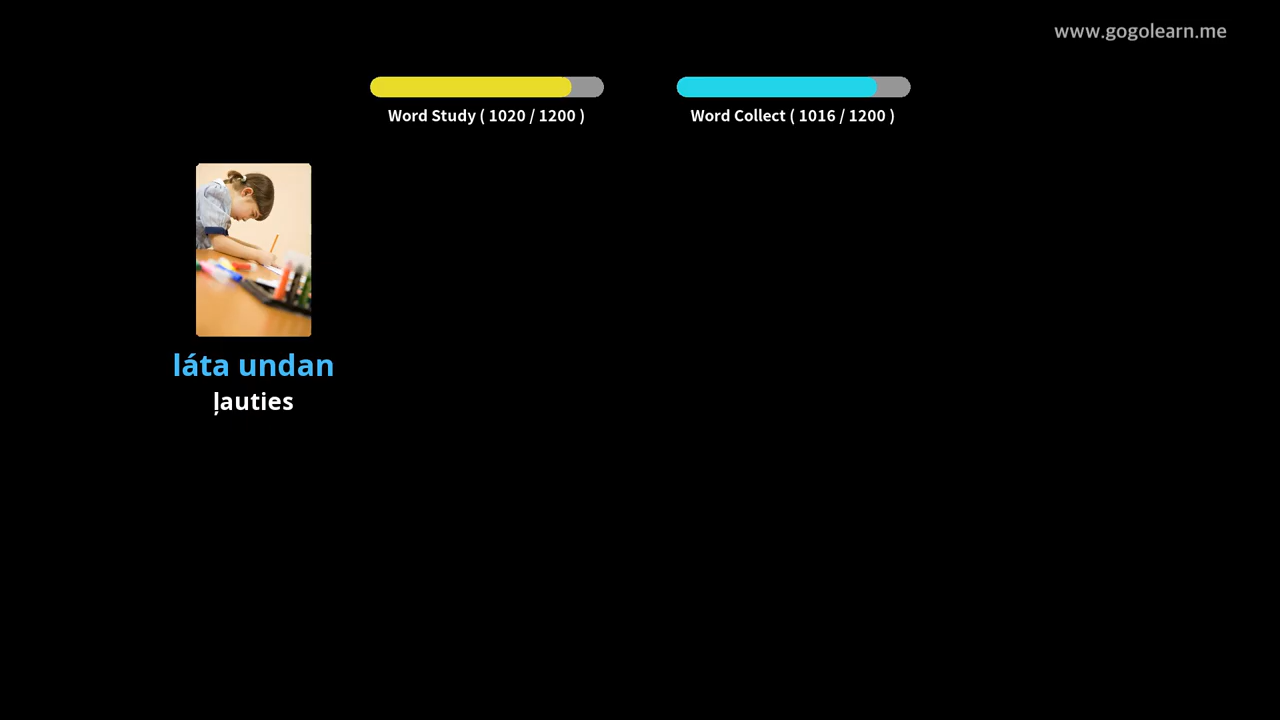 www.gogolearn.me
Word Study ( 1020 / 1200 )
Word Collect ( 1016 / 1200 )
láta undan
ļauties